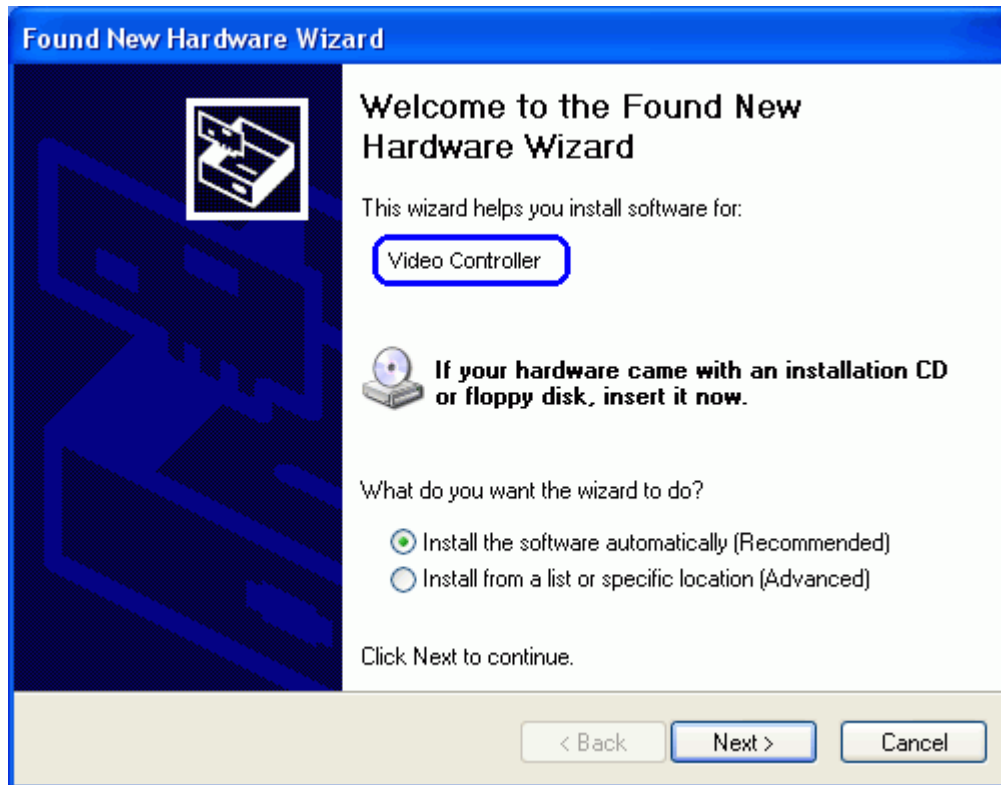 Found New Hardware Wizard
Welcome to the Found New
Hardware Wizard
This wizard helps you install software for:
Video Controller
If your hardware came with an installation CD
or floppy disk, insert it now.
What do you want the wizard to do?
Install the software automatically (Recommended)
Install from a list or specific location (Advanced)
Click Next to continue.
< Back Next > Cancel